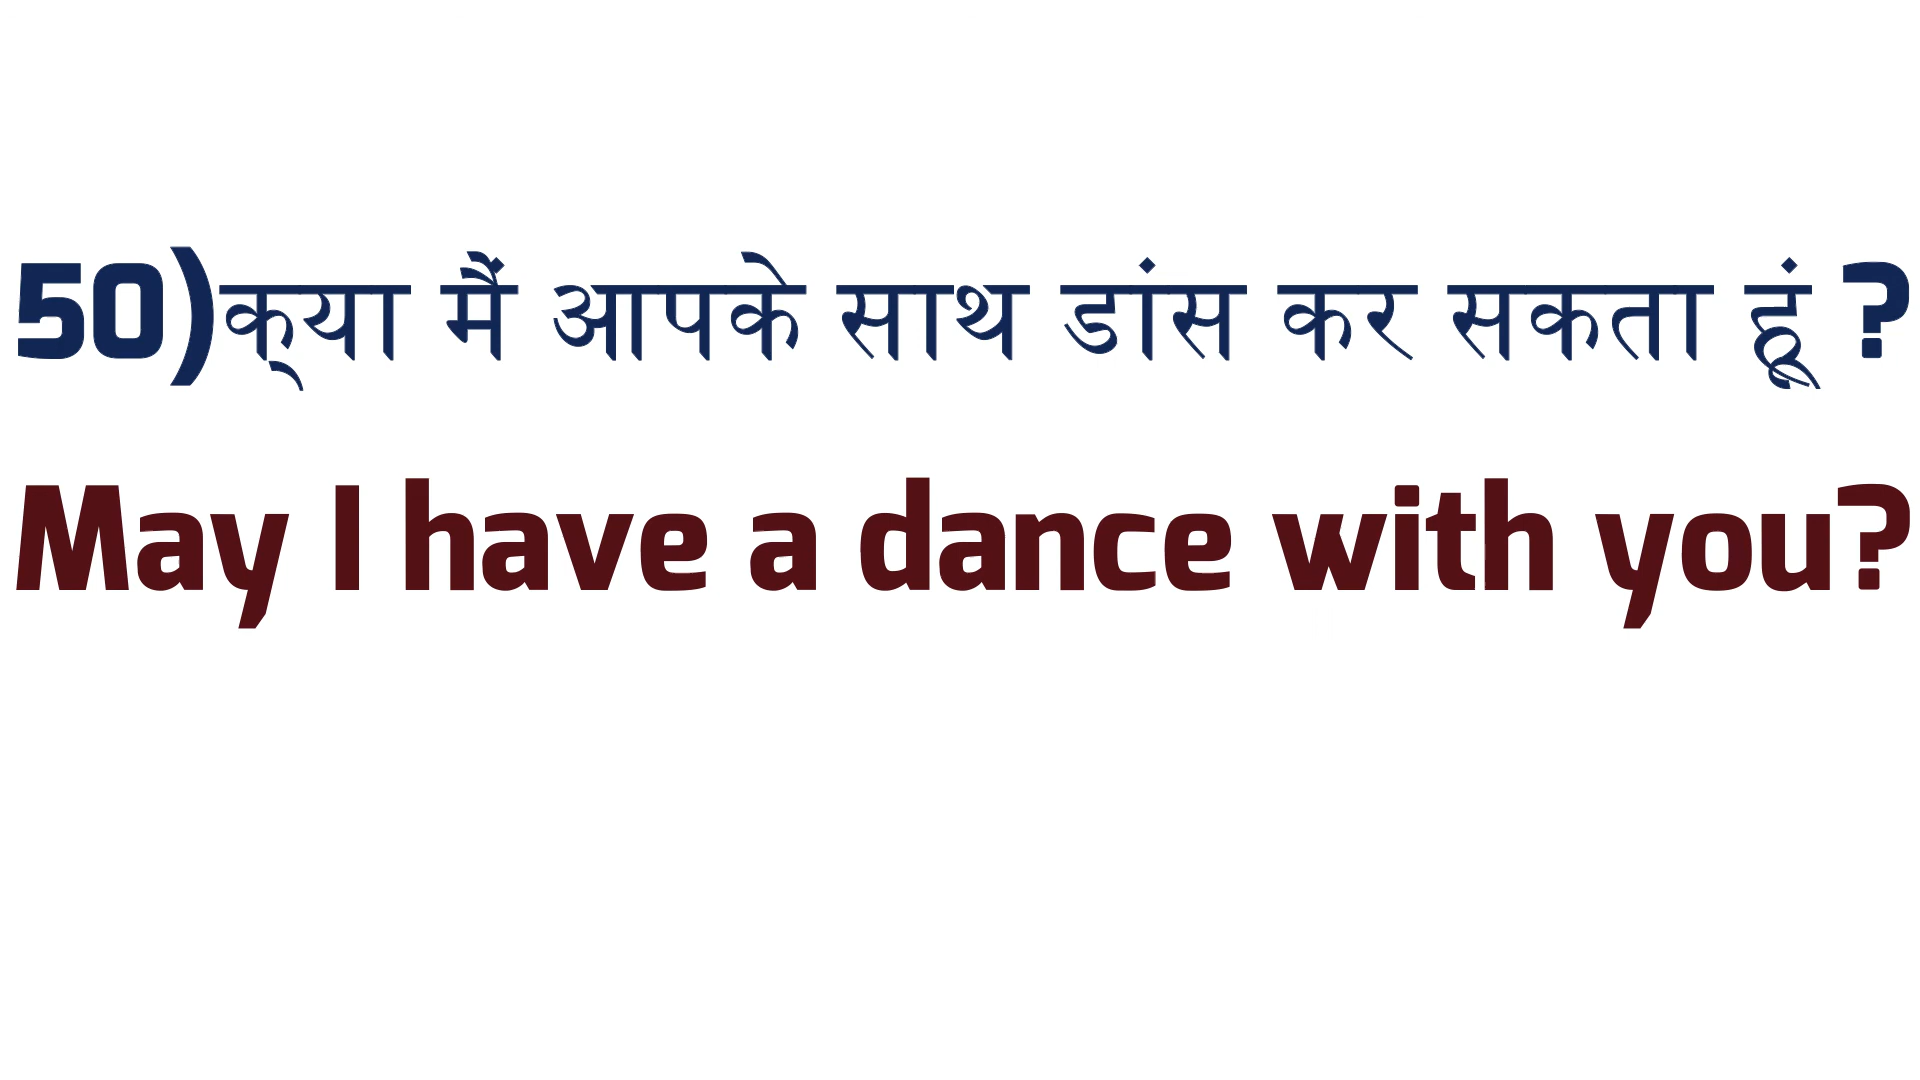 50)क्या मैं आपके साथ डांस कर सकता हूं ?
May I have a dance with you?